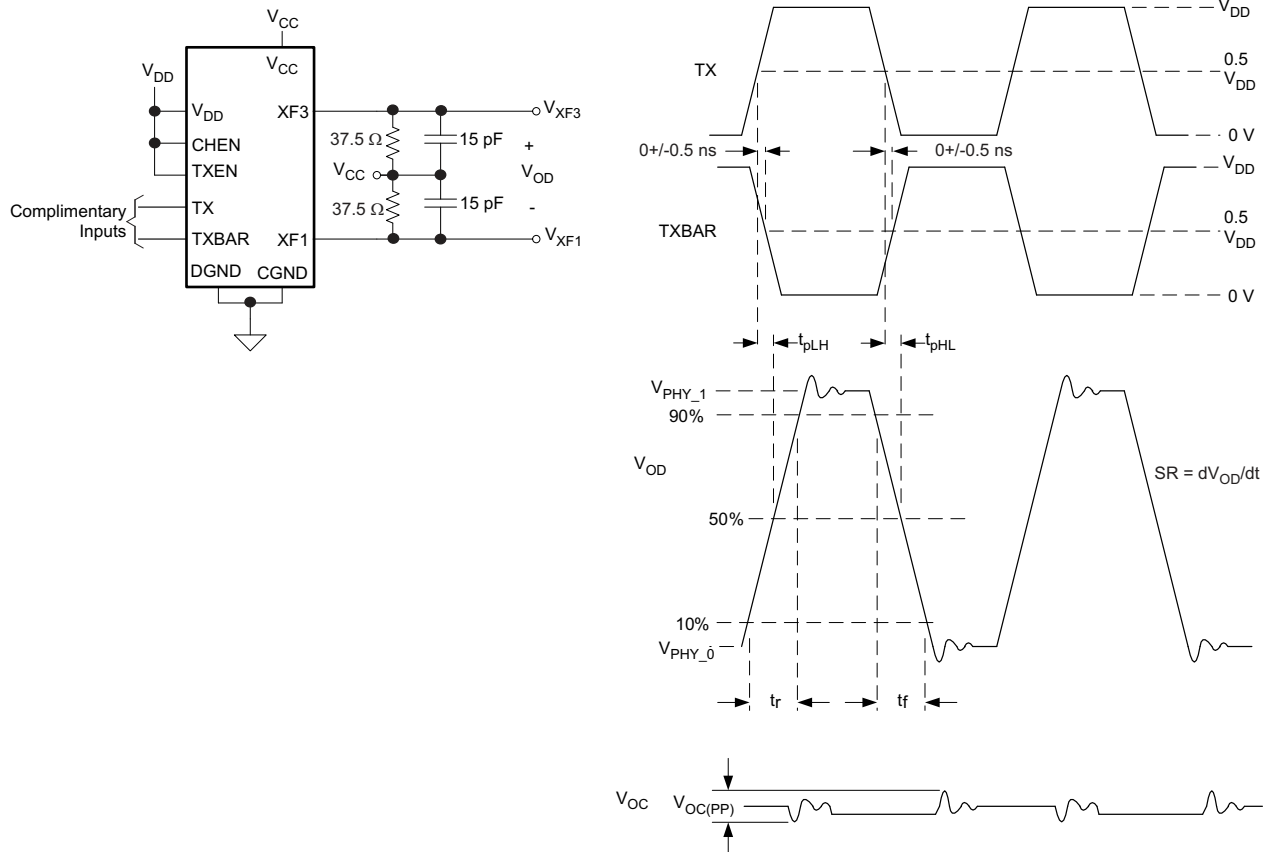 VCC
VCC
VDD
VDD
XF3
VXF3
CHEN
37.5 Ω
15 pF
+
TXEN
VCC
VOD
Complimentary
Inputs
TX
37.5 Ω
15 pF
-
TXBAR
XF1
VXF1
DGND
CGND
VDD
TX
0.5
VDD
0 V
0+/-0.5 ns
0+/-0.5 ns
VDD
TXBAR
0.5
VDD
0 V
tpLH
tpHL
VPHY_1
90%
VOD
SR = dVOD/dt
50%
10%
VPHY_0
tr
tf
VOC
VOC(PP)